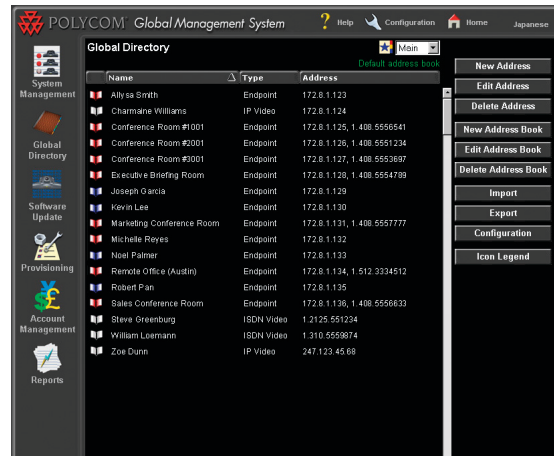 POLYCOM Global Management System ? Help Configuration Home Japanese
Global Directory Main
Default address book
Name Type Address
Allysa Smith Endpoint 172.8.1.123
Charmaine Williams IP Video 172.8.1.124
Conference Room #1001 Endpoint 172.8.1.125, 1.408.5556541
Conference Room #2001 Endpoint 172.8.1.126, 1.408.5551234
Conference Room #3001 Endpoint 172.8.1.127, 1.408.5553697
Executive Briefing Room Endpoint 172.8.1.128, 1.408.5554789
Joseph Garcia Endpoint 172.8.1.129
Kevin Lee Endpoint 172.8.1.130
Marketing Conference Room Endpoint 172.8.1.131, 1.408.5557777
Michelle Reyes Endpoint 172.8.1.132
Noel Palmer Endpoint 172.8.1.133
Remote Office (Austin) Endpoint 172.8.1.134, 1.512.3334512
Robert Pan Endpoint 172.8.1.135
Sales Conference Room Endpoint 172.8.1.136, 1.408.5556633
Steve Greenburg ISDN Video 1.2125.551234
William Loemann ISDN Video 1.310.5559874
Zoe Dunn IP Video 247.123.45.68
System
Management
Global
Directory
Software
Update
Provisioning
Account
Management
Reports
New Address
Edit Address
Delete Address
New Address Book
Edit Address Book
Delete Address Book
Import
Export
Configuration
Icon Legend